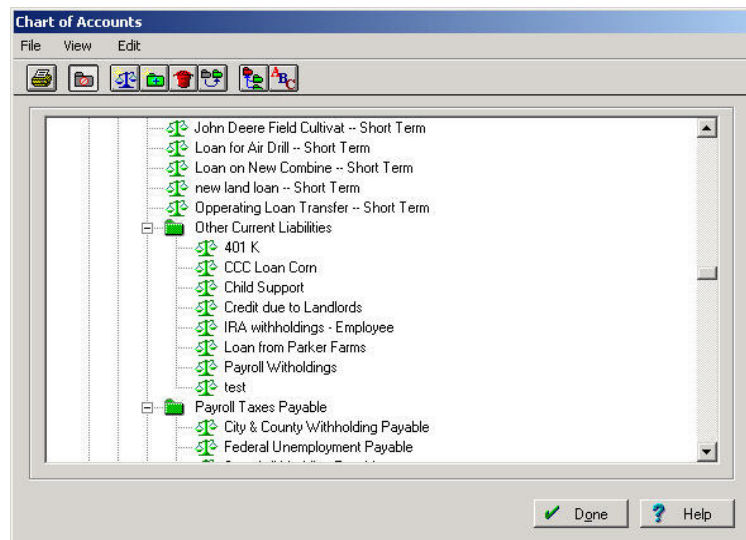 Chart of Accounts
File View Edit
ABC
John Deere Field Cultivat -- Short Term
Loan for Air Drill -- Short Term
Loan on New Combine -- Short Term
new land loan -- Short Term
Opperating Loan Transfer -- Short Term
Other Current Liabilities
401 K
CCC Loan Corn
Child Support
Credit due to Landlords
IRA withholdings - Employee
Loan from Parker Farms
Payroll Witholdings
test
Payroll Taxes Payable
City & County Withholding Payable
Federal Unemployment Payable
Done
Help